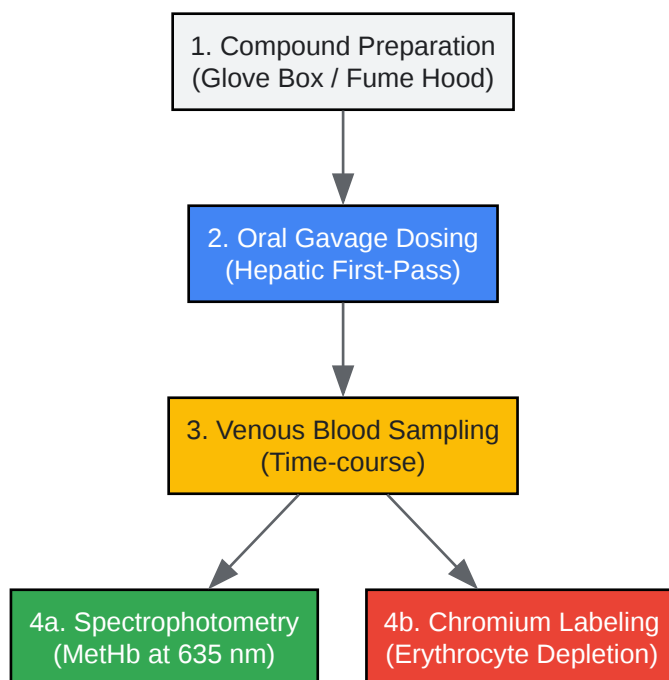 1. Compound Preparation
(Glove Box / Fume Hood)
2. Oral Gavage Dosing
(Hepatic First-Pass)
3. Venous Blood Sampling
(Time-course)
4a. Spectrophotometry
(MetHb at 635 nm)
4b. Chromium Labeling
(Erythrocyte Depletion)